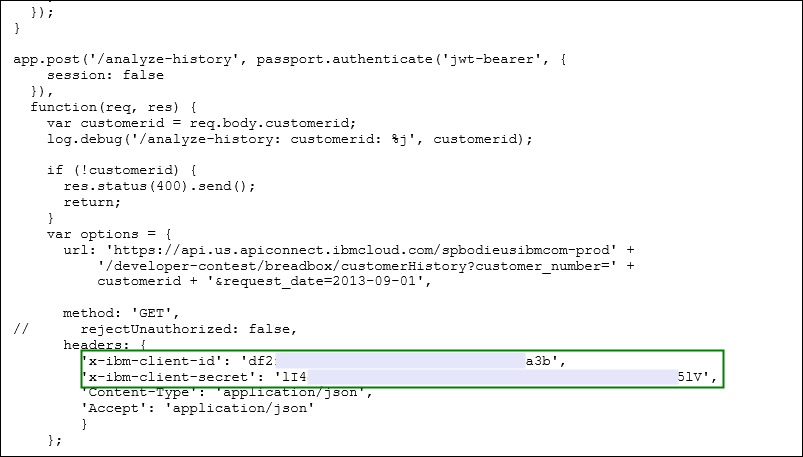 });
}
app.post('/analyze-history', passport.authenticate('jwt-bearer', {
session: false
}),
function(req, res) {
var customerid = req.body.customerid;
log.debug('/analyze-history: customerid: %j', customerid);
if (!customerid) {
res.status(400).send();
return;
}
var options = {
url: 'https://api.us.apiconnect.ibmcloud.com/spbodieusibmcom-prod' +
'/developer-contest/breadbox/customerHistory?customer_number=' +
customerid + '&request_date=2013-09-01',
method: 'GET',
// rejectUnauthorized: false,
headers: {
'x-ibm-client-id': 'df2 a3b',
'x-ibm-client-secret': 'lI4 5lV',
'Content-Type': 'application/json',
'Accept': 'application/json'
}
};